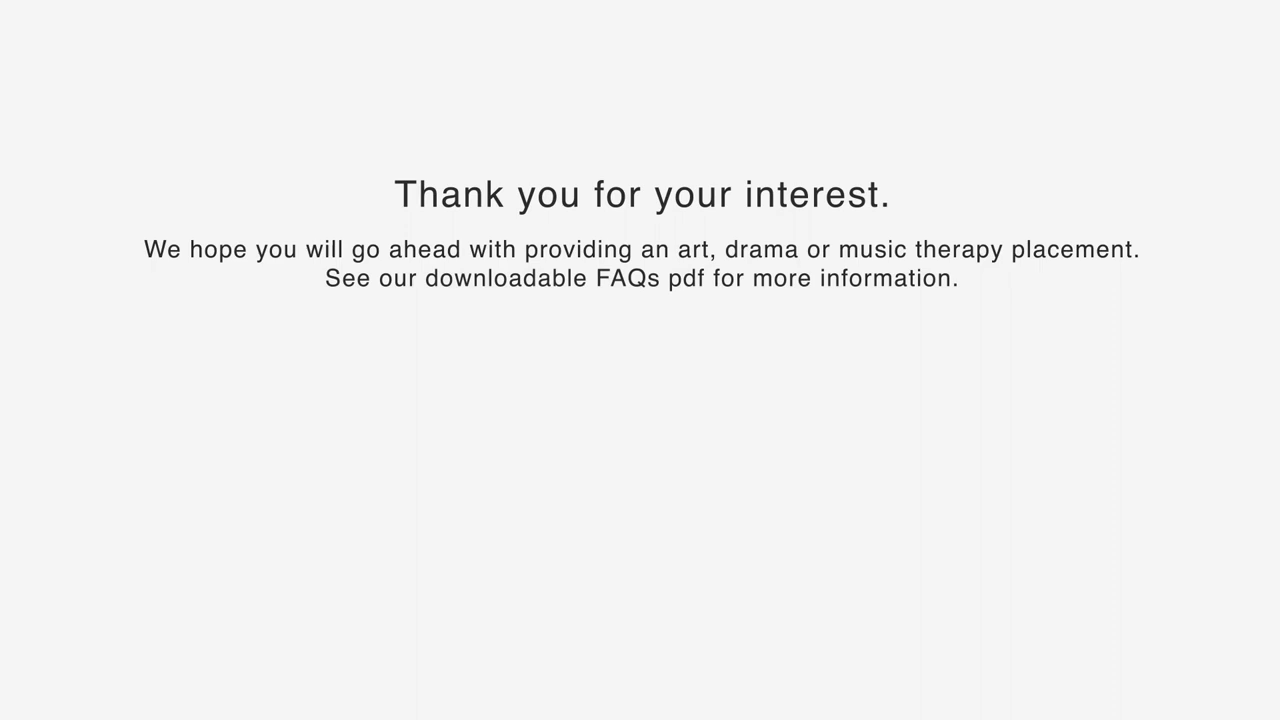 Thank you for your interest.
We hope you will go ahead with providing an art, drama or music therapy placement.
See our downloadable FAQs pdf for more information.